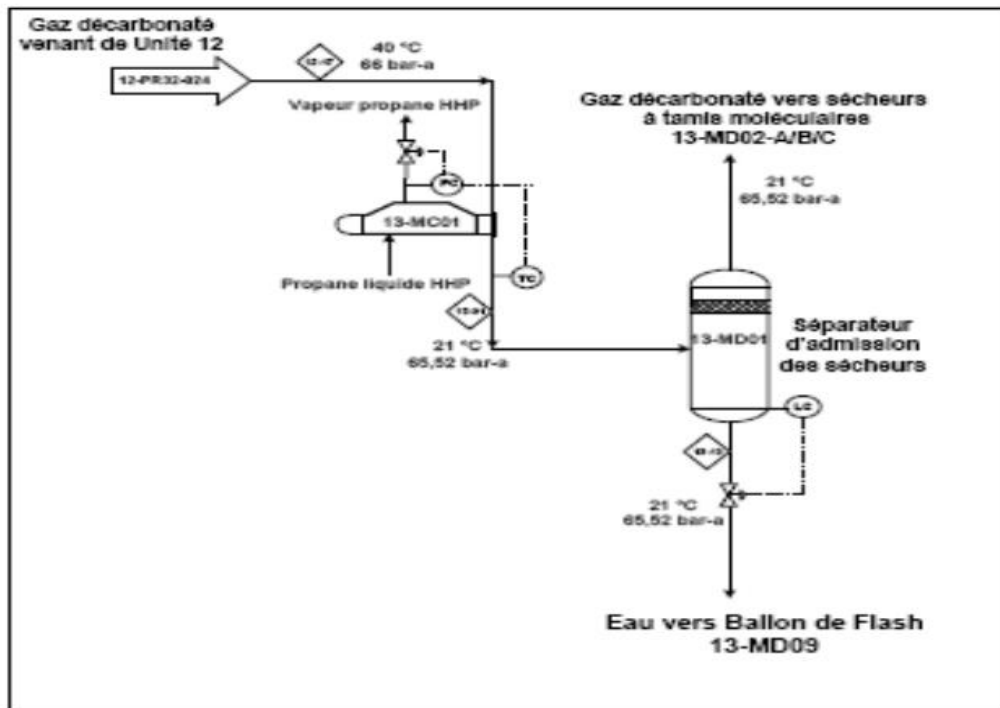 Gaz décarbonaté
venant de Unité 12
12-PR32-024
40 °C
66 bar-a
Vapeur propane HHP
PC
13-MC01
Propane liquide HHP
TC
21 °C
65,52 bar-a
Gaz décarbonaté vers sécheurs
à tamis moléculaires
13-MD02-A/B/C
21 °C
65,52 bar-a
13-MD01
Séparateur
d'admission
des sécheurs
LC
21 °C
65,52 bar-a
Eau vers Ballon de Flash
13-MD09